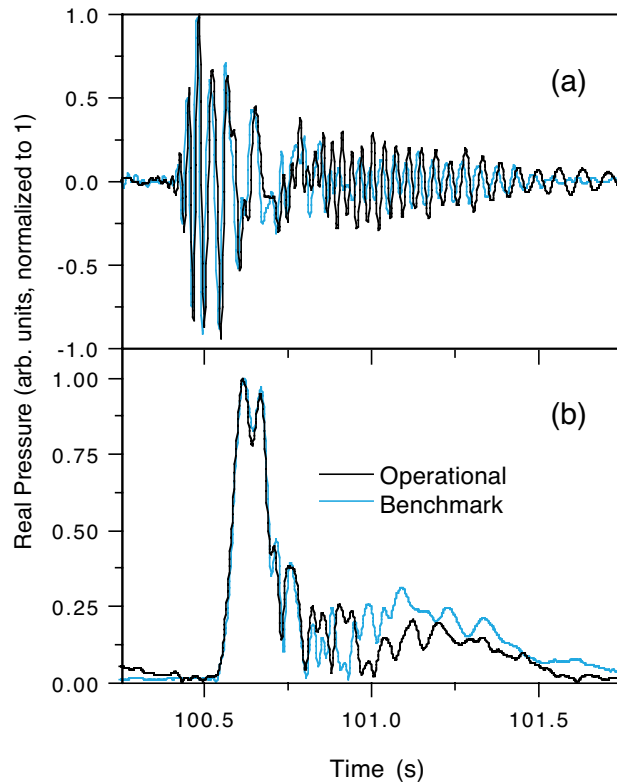 Real Pressure (arb. units, normalized to 1)
1.0
0.5
0.0
-0.5
-1.0
(a)
1.00
0.75
0.50
0.25
0.00
(b)
Operational
Benchmark
100.5 101.0 101.5
Time (s)